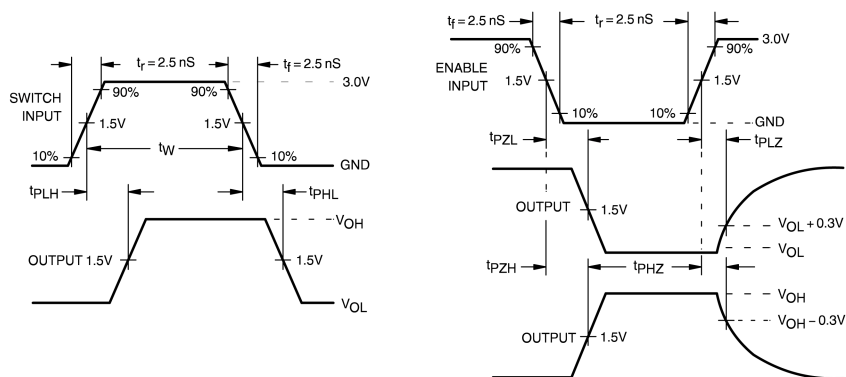 tr = 2.5 nS
tf = 2.5 nS
3.0V
SWITCH INPUT
90%
90%
1.5V
1.5V
tW
10%
10%
GND
tPLH
tPHL
VOH
OUTPUT 1.5V
1.5V
VOL
tf = 2.5 nS
tr = 2.5 nS
3.0V
90%
90%
ENABLE INPUT
1.5V
1.5V
10%
10%
GND
tPZL
tPLZ
OUTPUT
1.5V
VOL + 0.3V
VOL
tPZH
tPHZ
VOH
VOH − 0.3V
OUTPUT
1.5V